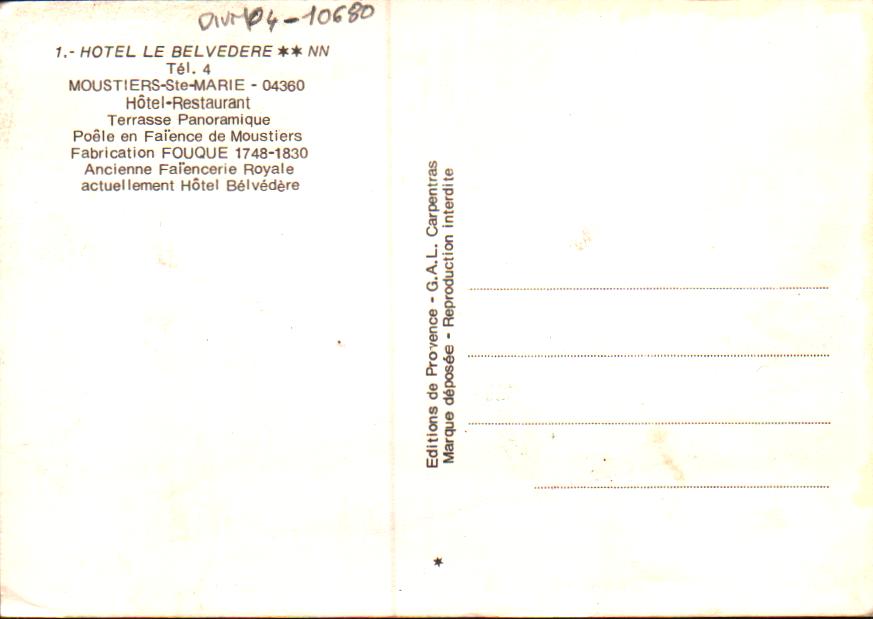 DIVM04-10680
1.- HOTEL LE BELVEDERE ★★ NN
Tél. 4
MOUSTIERS-Ste-MARIE - 04360
Hôtel-Restaurant
Terrasse Panoramique
Poêle en Faïence de Moustiers
Fabrication FOUQUE 1748-1830
Ancienne Faïencerie Royale
actuellement Hôtel Bélvédère
Editions de Provence - G.A.L. Carpentras
Marque déposée - Reproduction interdite
★